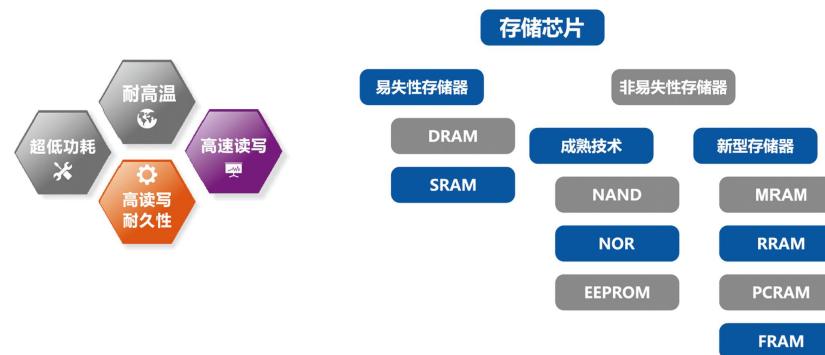 耐高温
超低功耗
高速读写
高读写
耐久性
存储芯片
易失性存储器
非易失性存储器
DRAM
SRAM
成熟技术
新型存储器
NAND
MRAM
NOR
RRAM
EEPROM
PCRAM
FRAM